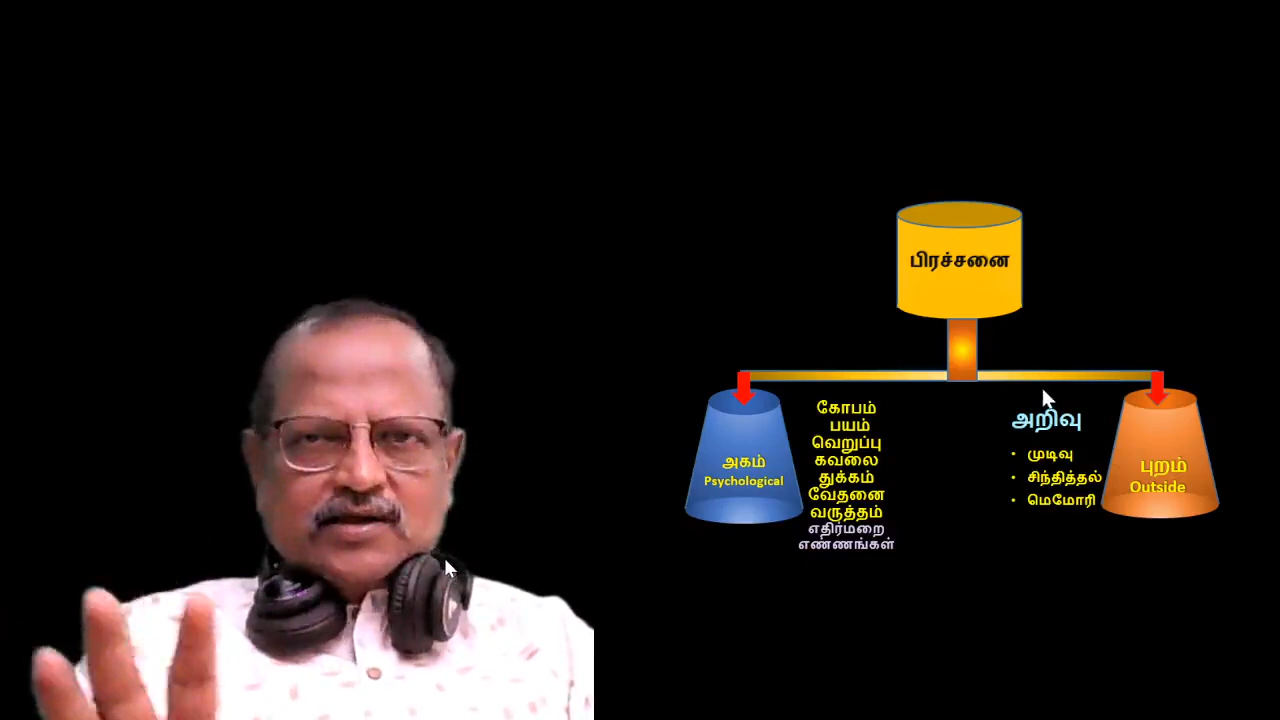 பிரச்சனை
அகம்
Psychological
கோபம்
பயம்
வெறுப்பு
கவலை
துக்கம்
வேதனை
வருத்தம்
எதிர்மறை
எண்ணங்கள்
அறிவு
• முடிவு
• சிந்தித்தல்
• மெமோரி
புறம்
Outside